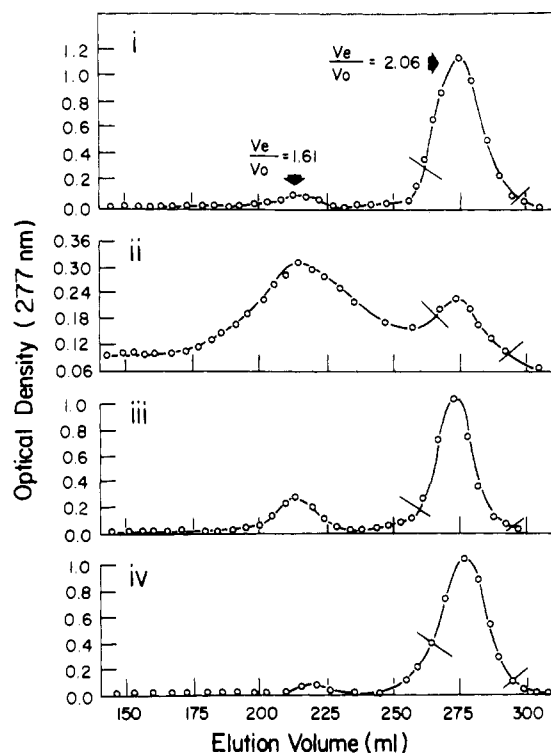 i
1.2
1.0
0.8
0.6
0.4
0.2
0.0
Ve/Vo = 2.06
Ve/Vo = 1.61
ii
0.36
0.30
0.24
0.18
0.12
0.06
iii
1.0
0.8
0.6
0.4
0.2
0.0
iv
1.0
0.8
0.6
0.4
0.2
0.0
150 175 200 225 250 275 300
Elution Volume (ml)
Optical Density (277 nm)